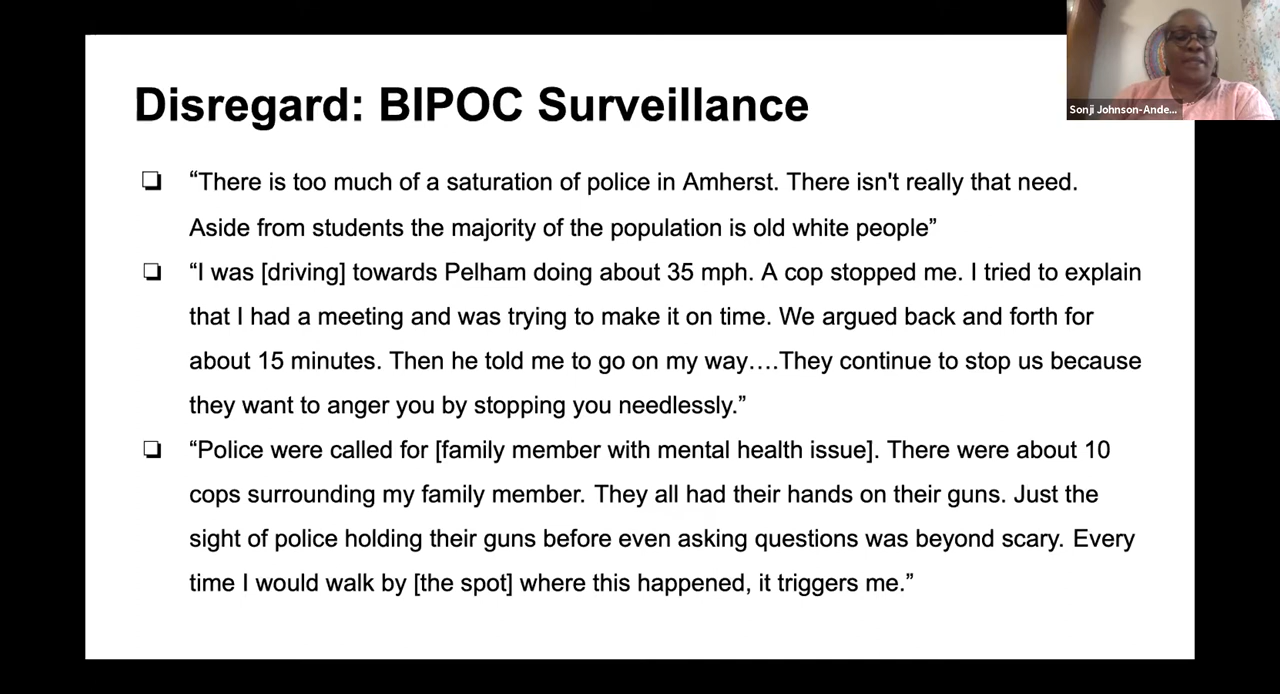 Disregard: BIPOC Surveillance
Sonji Johnson-Ande...
❏ “There is too much of a saturation of police in Amherst. There isn't really that need.
Aside from students the majority of the population is old white people”
❏ “I was [driving] towards Pelham doing about 35 mph. A cop stopped me. I tried to explain
that I had a meeting and was trying to make it on time. We argued back and forth for
about 15 minutes. Then he told me to go on my way….They continue to stop us because
they want to anger you by stopping you needlessly.”
❏ “Police were called for [family member with mental health issue]. There were about 10
cops surrounding my family member. They all had their hands on their guns. Just the
sight of police holding their guns before even asking questions was beyond scary. Every
time I would walk by [the spot] where this happened, it triggers me.”